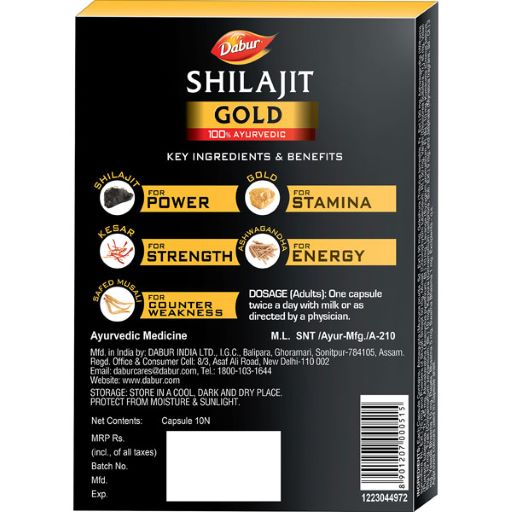 Dabur
SHILAJIT
GOLD
100% AYURVEDIC
KEY INGREDIENTS & BENEFITS
SHILAJIT
FOR
POWER
GOLD
FOR
STAMINA
KESAR
FOR
STRENGTH
ASHWAGANDHA
FOR
ENERGY
SAFED MUSALI
FOR
COUNTER
WEAKNESS
DOSAGE (Adults): One capsule
twice a day with milk or as
directed by a physician.
Ayurvedic Medicine M.L. SNT /Ayur-Mfg./A-210
Mfd. in India by: DABUR INDIA LTD., I.G.C., Balipara, Ghoramari, Sonitpur-784105, Assam.
Regd. Office & Consumer Cell: 8/3, Asaf Ali Road, New Delhi-110 002
Email: daburcares@dabur.com, Tel.: 1800-103-1644
Website: www.dabur.com
STORAGE: STORE IN A COOL, DARK AND DRY PLACE.
PROTECT FROM MOISTURE & SUNLIGHT.
Net Contents: Capsule 10N
MRP Rs.
(incl., of all taxes)
Batch No.
Mfd.
Exp.
8901207000515
1223044972